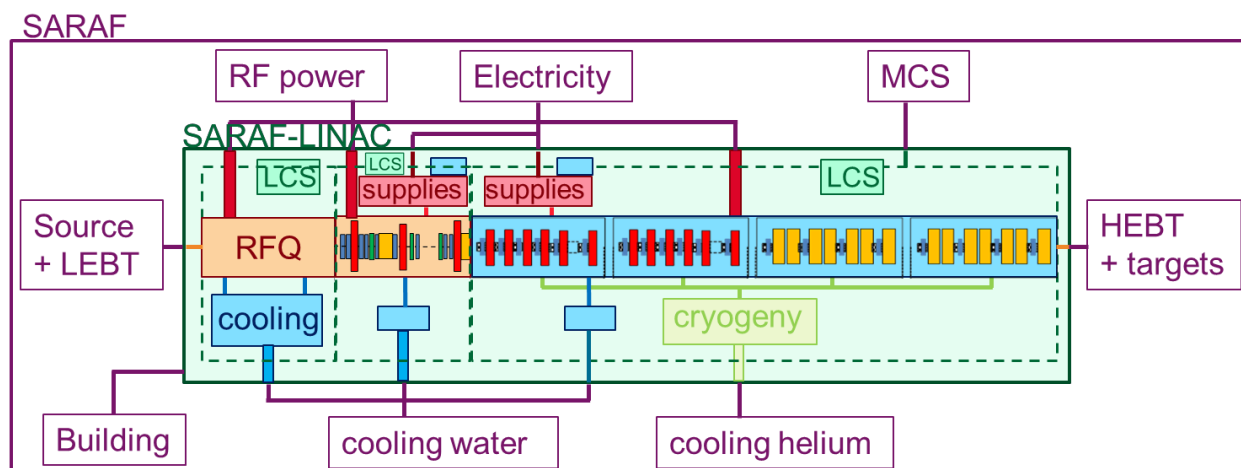 SARAF
RF power
Electricity
MCS
SARAF-LINAC
LCS
LCS
LCS
supplies
supplies
Source
+ LEBT
RFQ
HEBT
+ targets
cooling
cryogeny
Building
cooling water
cooling helium